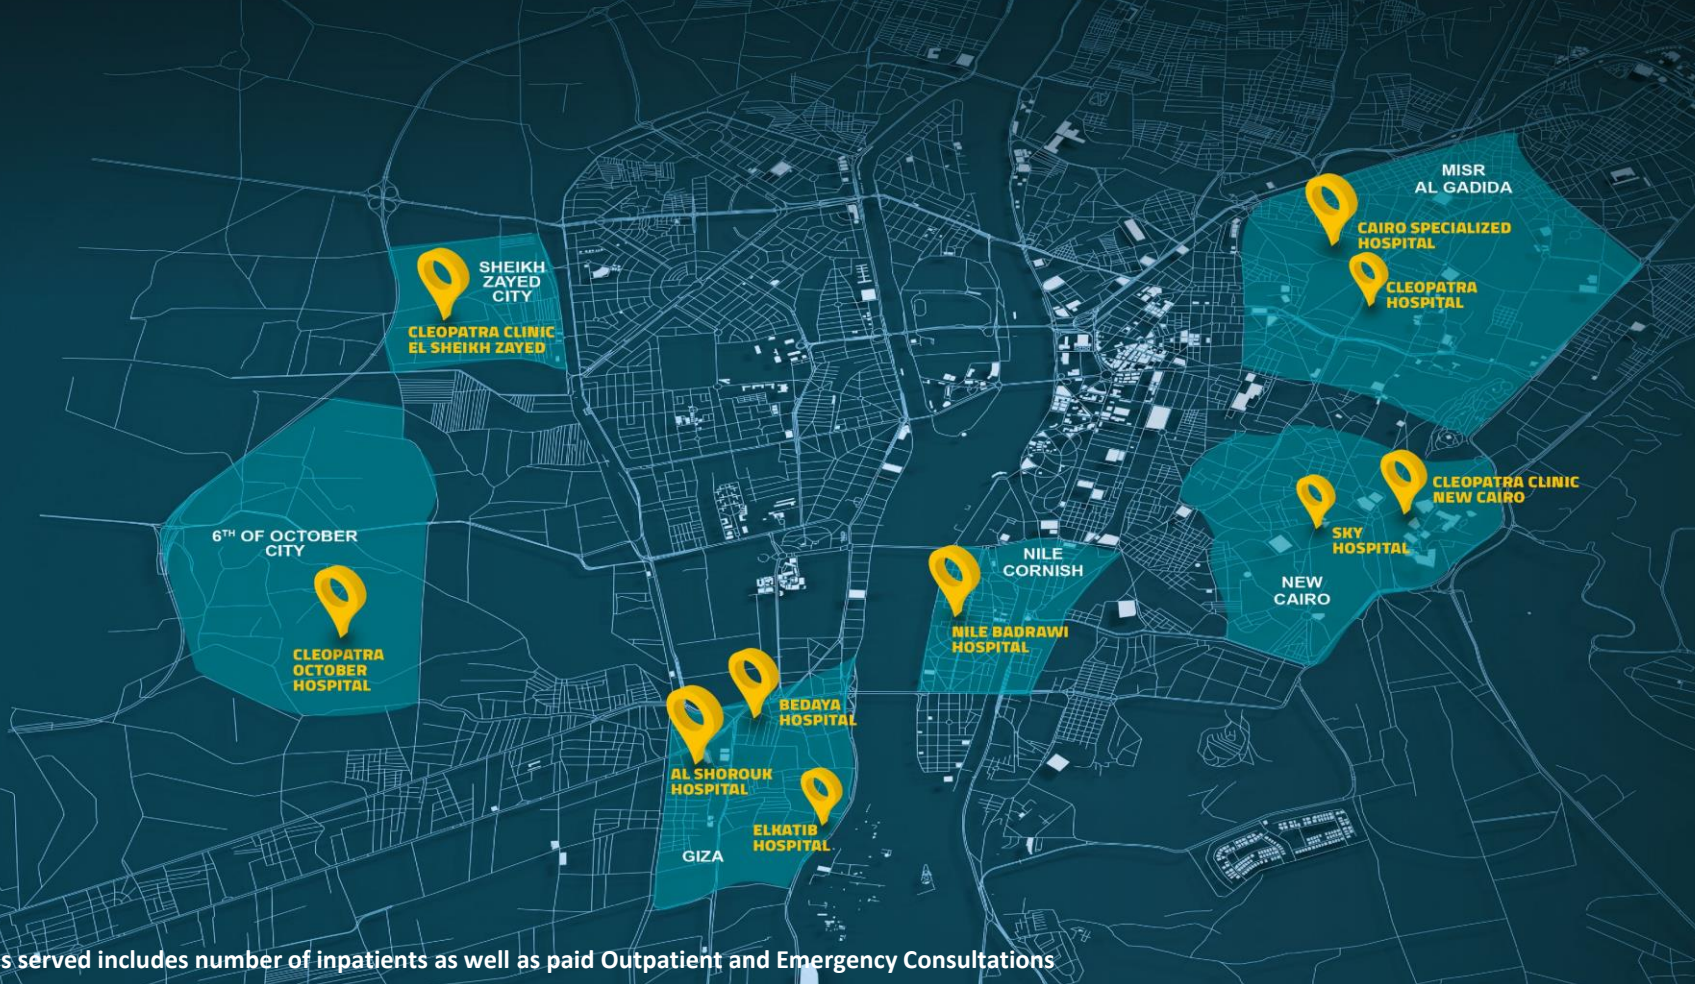 MISR
AL GADIDA
CAIRO SPECIALIZED
HOSPITAL
CLEOPATRA
HOSPITAL
SHEIKH
ZAYED
CITY
CLEOPATRA CLINIC
EL SHEIKH ZAYED
CLEOPATRA CLINIC
NEW CAIRO
SKY
HOSPITAL
NEW
CAIRO
6TH OF OCTOBER
CITY
CLEOPATRA
OCTOBER
HOSPITAL
NILE
CORNISH
NILE BADRAWI
HOSPITAL
BEDAYA
HOSPITAL
AL SHOROUK
HOSPITAL
ELKATIB
HOSPITAL
GIZA
s served includes number of inpatients as well as paid Outpatient and Emergency Consultations